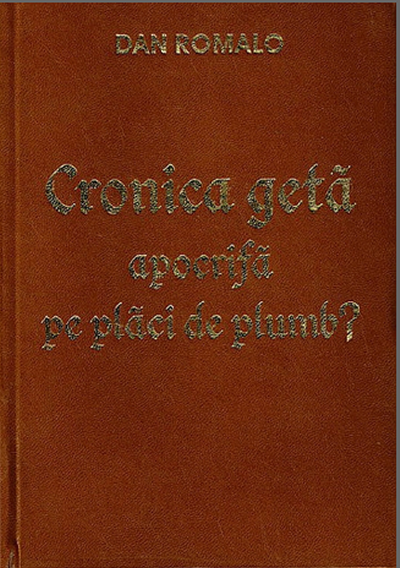 DAN ROMALO
Cronica getă
apocrifă
pe plăci de plumb?